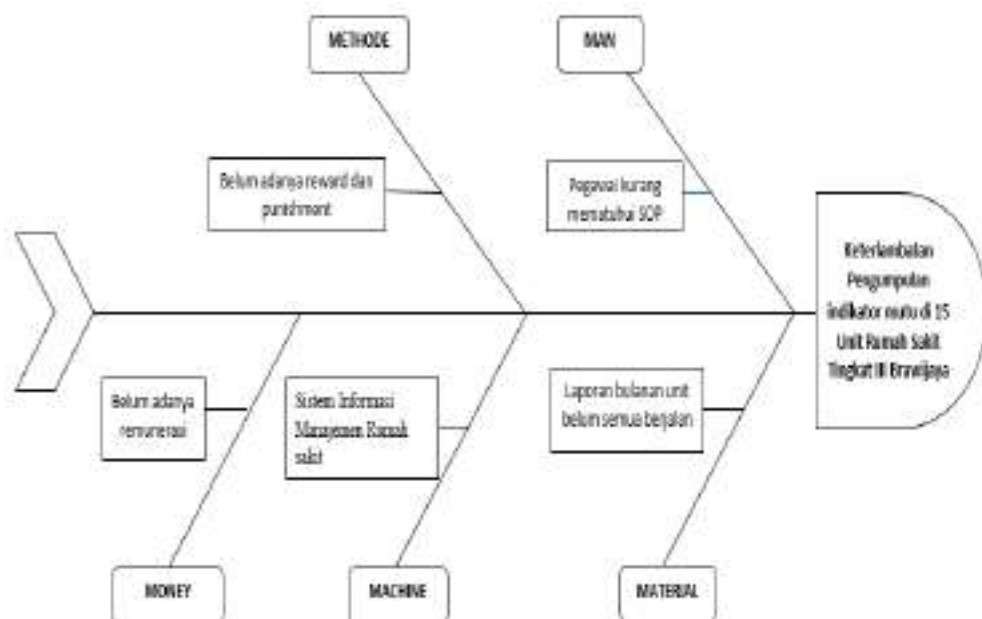 METHODE
MAN
Belum adanya reward dan
punishment
Pegawai kurang
mematuhui SOP
Keterlambatan
Pengumpulan
indikator mutu di 15
Unit Rumah Sakit
Tingkat III Brawijaya
Belum adanya
remunerasi
Sistem Informasi
Manajemen Rumah
sakit
Laporan bulanan unit
belum semua berjalan
MONEY
MACHINE
MATERIAL